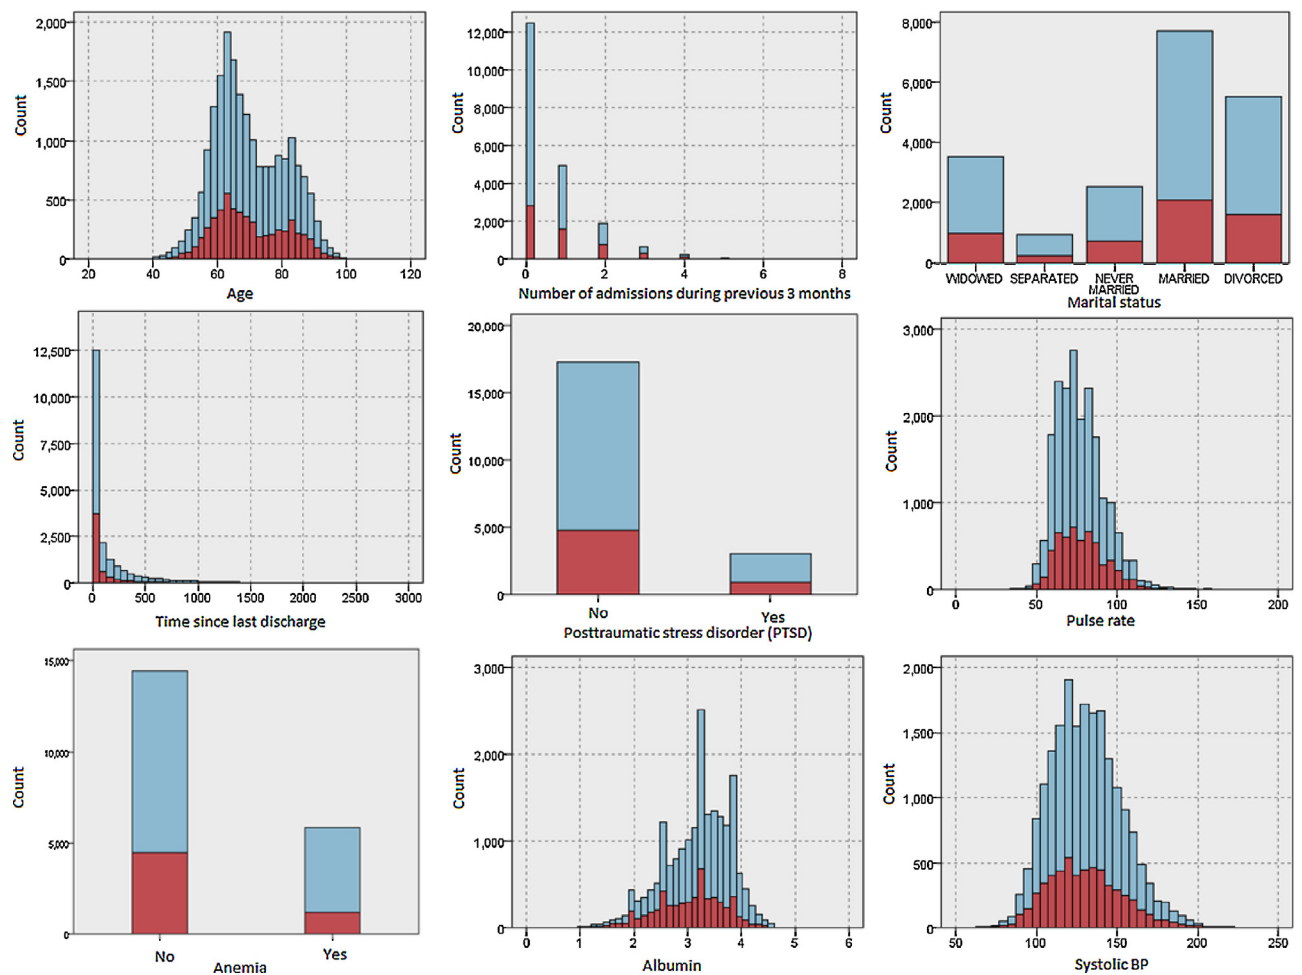 2,000
1,500
1,000
500
0
Count
20 40 60 80 100 120
Age
12,000
10,000
8,000
6,000
4,000
2,000
0
Count
0 2 4 6 8
Number of admissions during previous 3 months
8,000
6,000
4,000
2,000
0
Count
WIDOWED SEPARATED NEVER MARRIED DIVORCED
MARRIED
Marital status
12,500
10,000
7,500
5,000
2,500
0
Count
0 500 1000 1500 2000 2500 3000
Time since last discharge
20,000
15,000
10,000
5,000
0
Count
No Yes
Posttraumatic stress disorder (PTSD)
3,000
2,000
1,000
0
Count
0 50 100 150 200
Pulse rate
15,000
10,000
5,000
0
Count
No Yes
Anemia
3,000
2,000
1,000
0
Count
0 1 2 3 4 5 6
Albumin
2,000
1,500
1,000
500
0
Count
50 100 150 200 250
Systolic BP